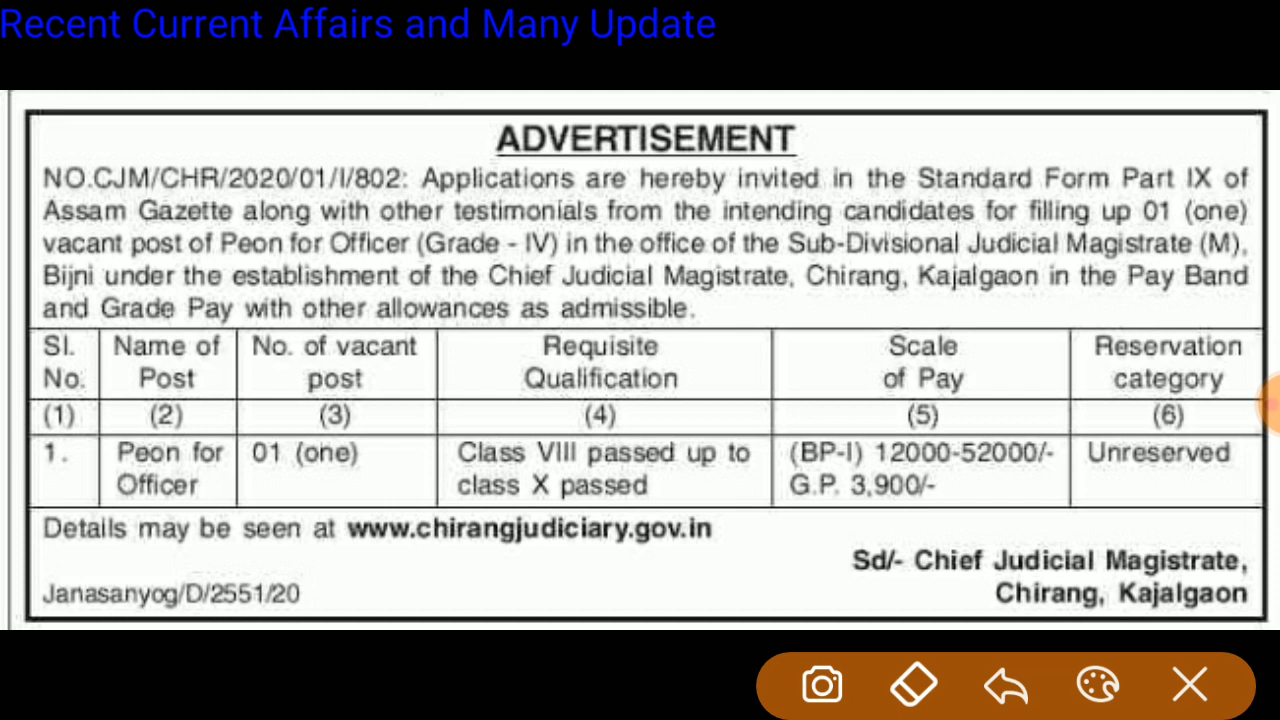 Recent Current Affairs and Many Update
ADVERTISEMENT
NO.CJM/CHR/2020/01/I/802: Applications are hereby invited in the Standard Form Part IX of
Assam Gazette along with other testimonials from the intending candidates for filling up 01 (one)
vacant post of Peon for Officer (Grade - IV) in the office of the Sub-Divisional Judicial Magistrate (M),
Bijni under the establishment of the Chief Judicial Magistrate, Chirang, Kajalgaon in the Pay Band
and Grade Pay with other allowances as admissible.
Sl. No. Name of Post No. of vacant post Requisite Qualification Scale of Pay Reservation category
(1) (2) (3) (4) (5) (6)
1. Peon for Officer 01 (one) Class VIII passed up to class X passed (BP-I) 12000-52000/- G.P. 3,900/- Unreserved
Details may be seen at www.chirangjudiciary.gov.in
Sd/- Chief Judicial Magistrate,
Janasanyog/D/2551/20 Chirang, Kajalgaon